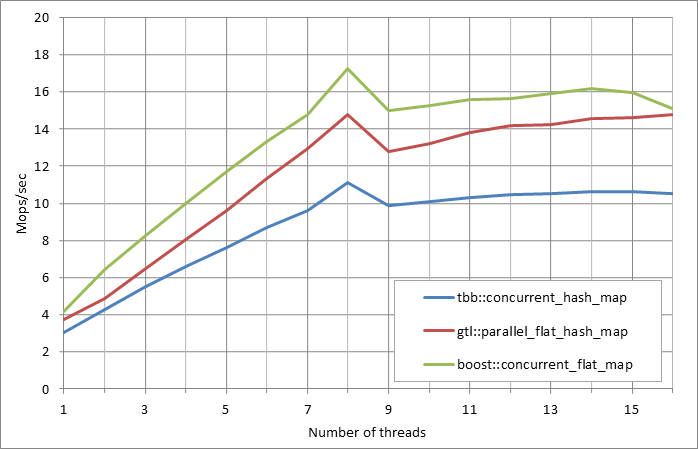 20
18
16
14
12
10
8
6
4
2
0
Mops/sec
tbb::concurrent_hash_map
gtl::parallel_flat_hash_map
boost::concurrent_flat_map
1 3 5 7 9 11 13 15
Number of threads